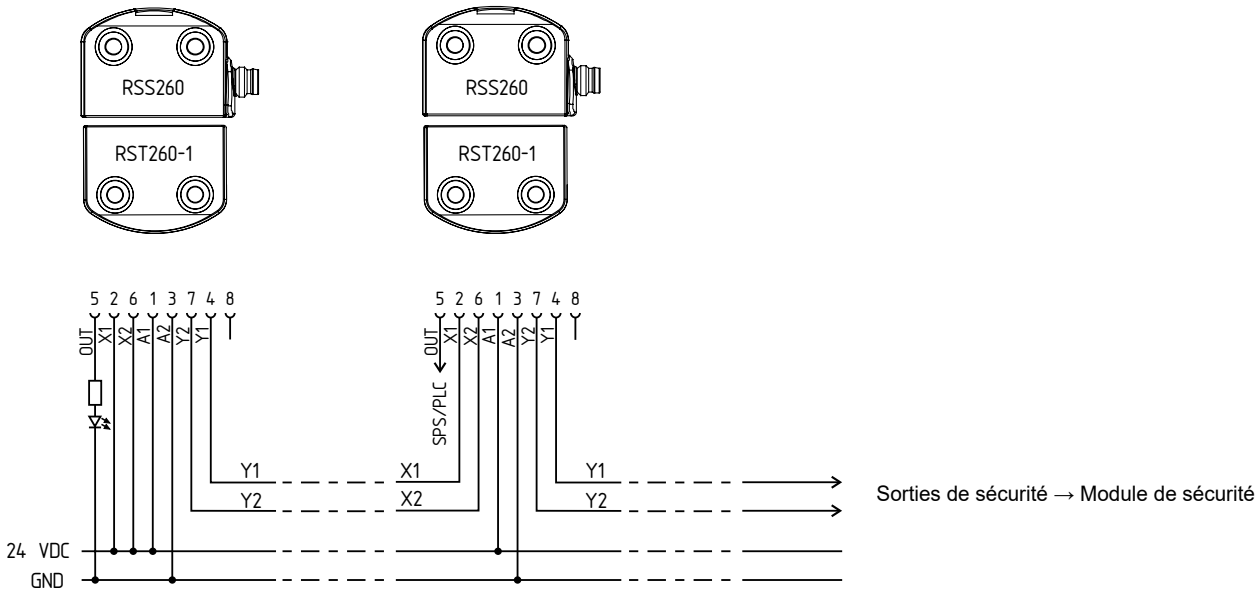 RSS260 RSS260
RST260-1 RST260-1
5 2 6 1 3 7 4 8 5 2 6 1 3 7 4 8
OUT X1 X2 A1 A2 Y2 Y1 OUT X1 X2 A1 A2 Y2 Y1
SPS/PLC
Y1 X1 Y1
Y2 X2 Y2
Sorties de sécurité → Module de sécurité
24 VDC
GND